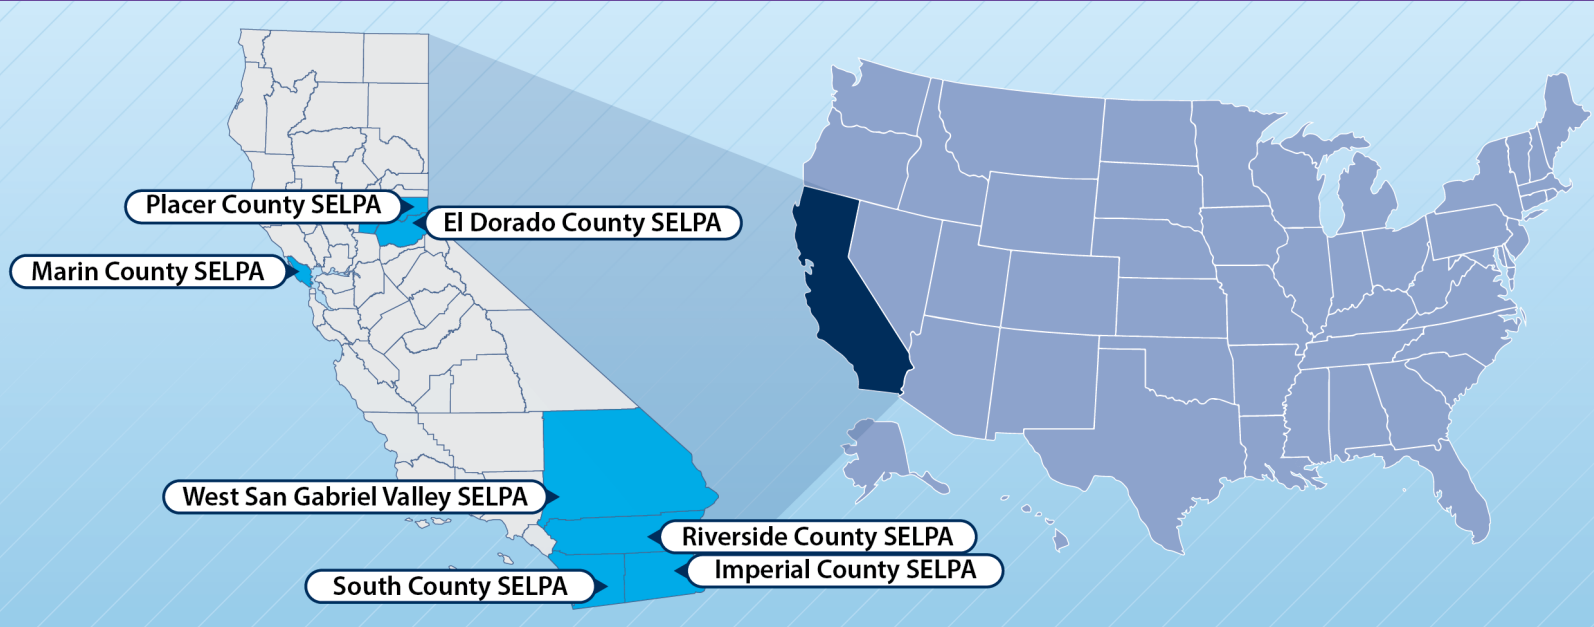 Placer County SELPA
El Dorado County SELPA
Marin County SELPA
West San Gabriel Valley SELPA
Riverside County SELPA
Imperial County SELPA
South County SELPA